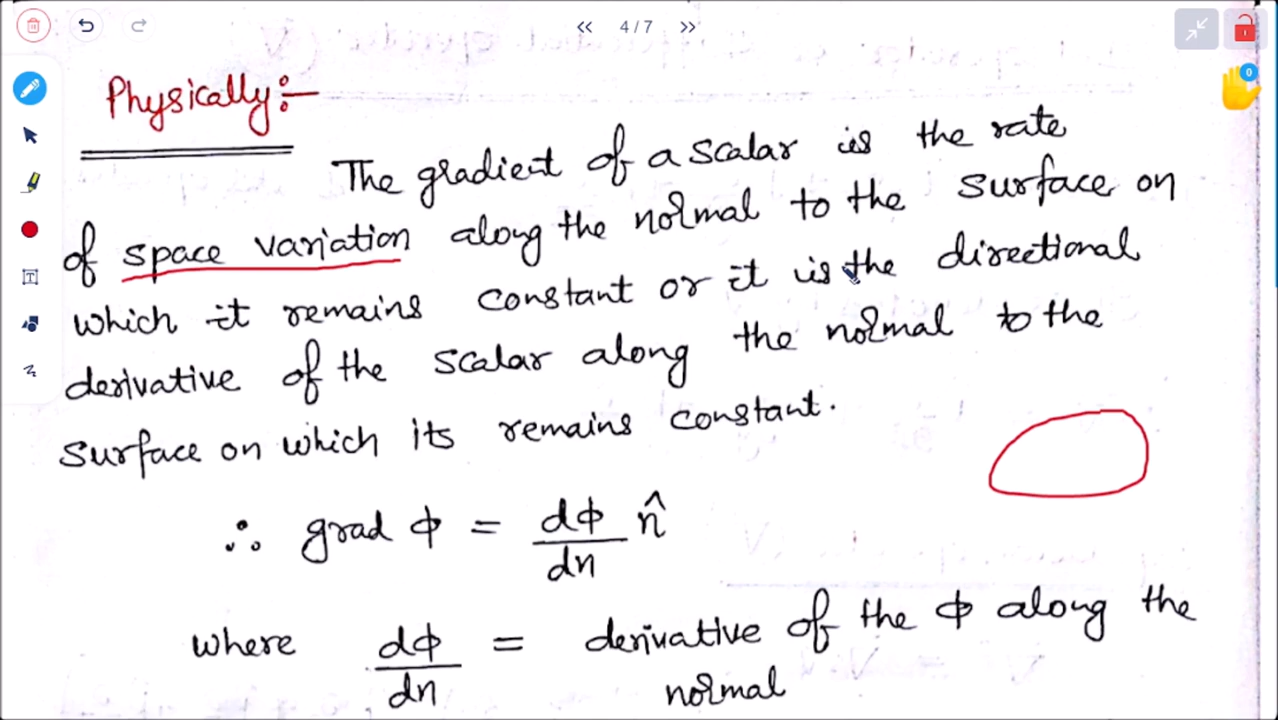 4/7
0
Physically:-
The gradient of a scalar is the rate
of space variation along the normal to the surface on
which it remains constant or it is the directional
derivative of the scalar along the normal to the
surface on which its remains constant.
∴ grad ϕ = dϕ/dn n̂
where dϕ/dn = derivative of the ϕ along the
normal